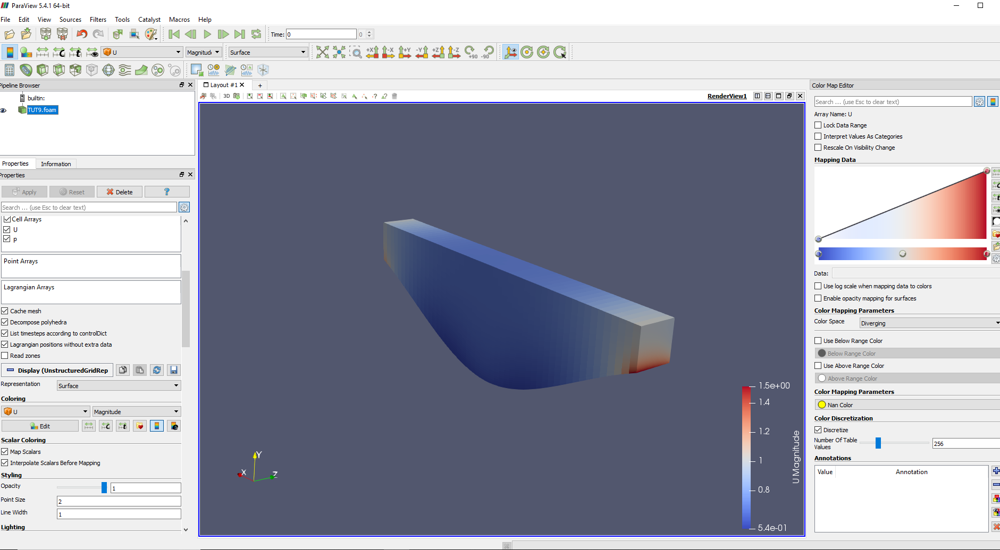 ParaView 5.4.1 64-bit
File Edit View Sources Filters Tools Catalyst Macros Help
Time: 0 0
U Magnitude Surface +X -X +Y -Y +Z -Z +90 -90
Pipeline Browser
builtin:
TUT9.foam
Properties Information
Properties
Apply Reset Delete ?
Search ... (use Esc to clear text)
Cell Arrays
U
p
Point Arrays
Lagrangian Arrays
Cache mesh
Decompose polyhedra
List timesteps according to controlDict
Lagrangian positions without extra data
Read zones
Display (UnstructuredGridRep
Representation Surface
Coloring
U Magnitude
Edit
Scalar Coloring
Map Scalars
Interpolate Scalars Before Mapping
Styling
Opacity 1
Point Size 2
Line Width 1
Lighting
Layout #1 +
3D RenderView1
Y
X
Z
1.5e+00
1.4
1.2
1
0.8
5.4e-01
U Magnitude
Color Map Editor
Search ... (use Esc to clear text)
Array Name: U
Lock Data Range
Interpret Values As Categories
Rescale On Visibility Change
Mapping Data
Data:
Use log scale when mapping data to colors
Enable opacity mapping for surfaces
Color Mapping Parameters
Color Space Diverging
Use Below Range Color
Below Range Color
Use Above Range Color
Above Range Color
Color Mapping Parameters
Nan Color
Color Discretization
Discretize
Number Of Table
Values
256
Annotations
Value Annotation